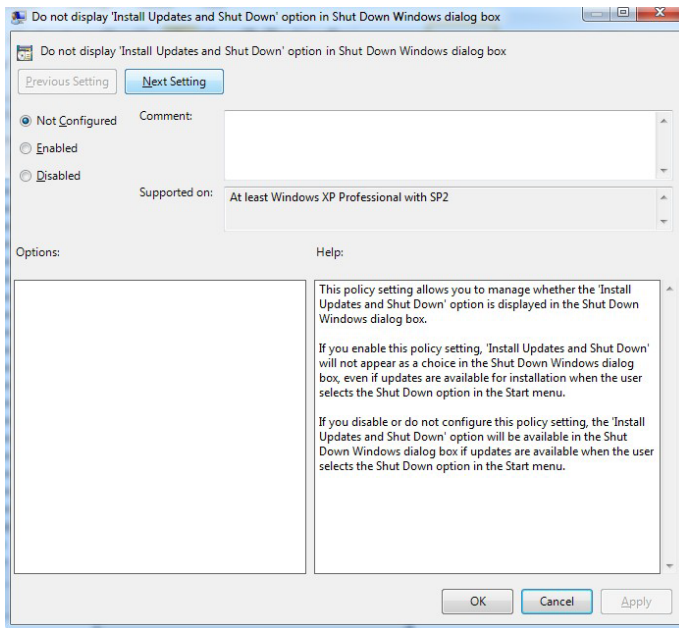 Do not display 'Install Updates and Shut Down' option in Shut Down Windows dialog box
Do not display 'Install Updates and Shut Down' option in Shut Down Windows dialog box
Previous Setting
Next Setting
Not Configured
Comment:
Enabled
Disabled
Supported on:
At least Windows XP Professional with SP2
Options:
Help:
This policy setting allows you to manage whether the 'Install
Updates and Shut Down' option is displayed in the Shut Down
Windows dialog box.
If you enable this policy setting, 'Install Updates and Shut Down'
will not appear as a choice in the Shut Down Windows dialog
box, even if updates are available for installation when the user
selects the Shut Down option in the Start menu.
If you disable or do not configure this policy setting, the 'Install
Updates and Shut Down' option will be available in the Shut
Down Windows dialog box if updates are available when the user
selects the Shut Down option in the Start menu.
OK
Cancel
Apply